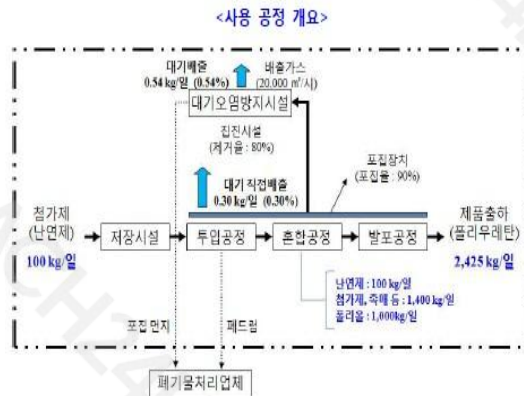 <사용 공정 개요>
대기배출
0.54 kg/일 (0.54%)
배출가스
(20,000 ㎥/시)
대기오염방지시설
집진시설
(제거율 : 80%)
포집장치
(포집율 : 90%)
대기 직접배출
0.30 kg/일 (0.30%)
첨가제
(난연제)
100 kg/일
저장시설
투입공정
혼합공정
발포공정
제품출하
(폴리우레탄)
2,425 kg/일
난연제 : 100 kg/일
첨가제, 촉매 등 : 1,400 kg/일
폴리올 : 1,000kg/일
포집먼지
폐드럼
폐기물처리업체